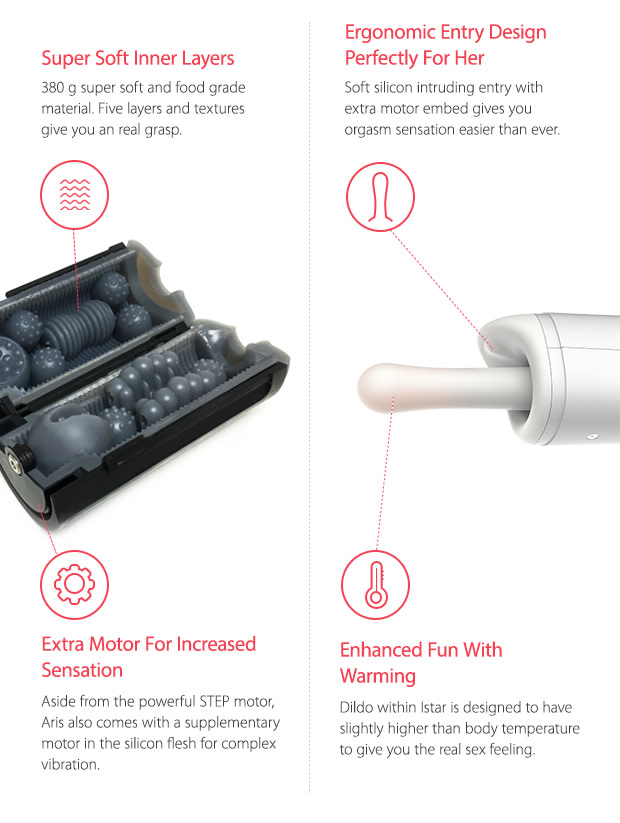 Super Soft Inner Layers
380 g super soft and food grade
material. Five layers and textures
give you an real grasp.
Extra Motor For Increased
Sensation
Aside from the powerful STEP motor,
Aris also comes with a supplementary
motor in the silicon flesh for complex
vibration.
Ergonomic Entry Design
Perfectly For Her
Soft silicon intruding entry with
extra motor embed gives you
orgasm sensation easier than ever.
Enhanced Fun With
Warming
Dildo within Istar is designed to have
slightly higher than body temperature
to give you the real sex feeling.